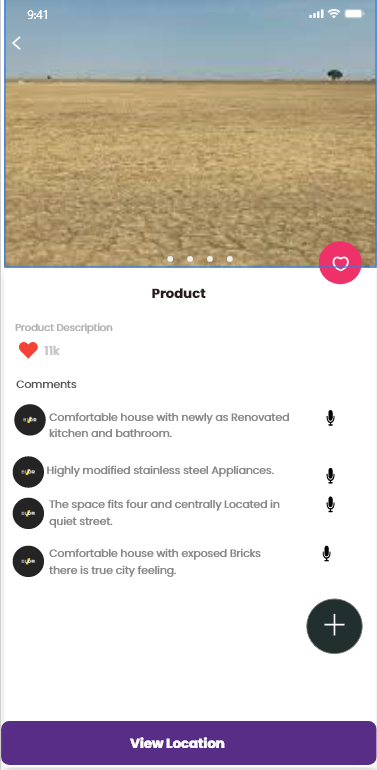 9:41
Product
Product Description
11k
Comments
Comfortable house with newly as Renovated
kitchen and bathroom.
Highly modified stainless steel Appliances.
The space fits four and centrally Located in
quiet street.
Comfortable house with exposed Bricks
there is true city feeling.
View Location